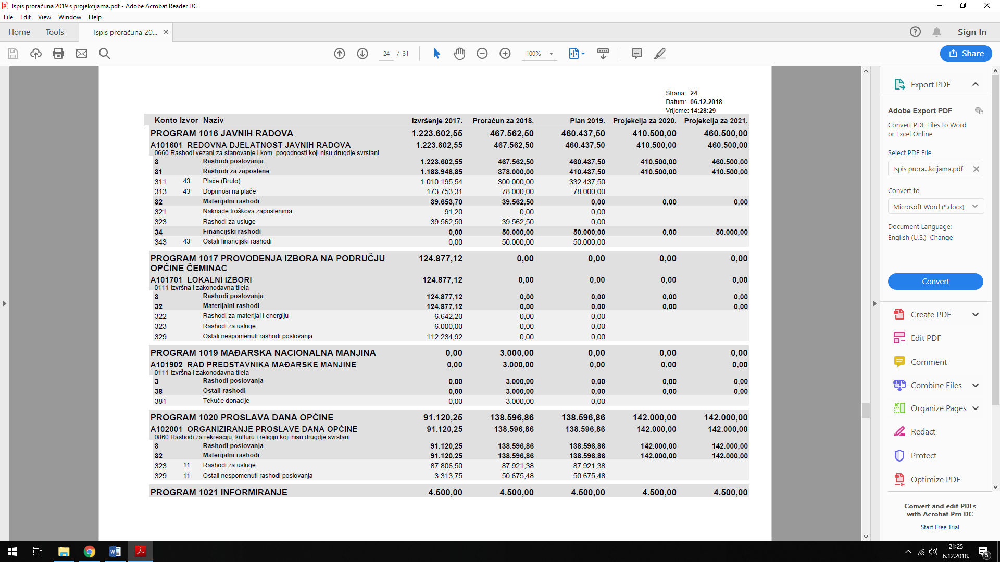 Ispis proračuna 2019 s projekcijama.pdf - Adobe Acrobat Reader DC
File Edit View Window Help
Home Tools Ispis proračuna 20... × Sign In
24 / 31 100% Share
Strana: 24
Datum: 06.12.2018
Vrijeme: 14:28:29
Konto Izvor Naziv Izvršenje 2017. Proračun za 2018. Plan 2019. Projekcija za 2020. Projekcija za 2021.
PROGRAM 1016 JAVNIH RADOVA 1.223.602,55 467.562,50 460.437,50 410.500,00 460.500,00
A101601 REDOVNA DJELATNOST JAVNIH RADOVA 1.223.602,55 467.562,50 460.437,50 410.500,00 460.500,00
0660 Rashodi vezani za stanovanje i kom. pogodnosti koji nisu drugdje svrstani
3 Rashodi poslovanja 1.223.602,55 467.562,50 460.437,50 410.500,00 460.500,00
31 Rashodi za zaposlene 1.183.948,85 378.000,00 410.437,50 410.500,00 410.500,00
311 43 Plaće (Bruto) 1.010.195,54 300.000,00 332.437,50
313 43 Doprinosi na plaće 173.753,31 78.000,00 78.000,00
32 Materijalni rashodi 39.653,70 39.562,50 0,00 0,00 0,00
321 Naknade troškova zaposlenima 91,20 0,00 0,00
323 Rashodi za usluge 39.562,50 39.562,50 0,00
34 Financijski rashodi 0,00 50.000,00 50.000,00 0,00 50.000,00
343 43 Ostali financijski rashodi 0,00 50.000,00 50.000,00
PROGRAM 1017 PROVOĐENJA IZBORA NA PODRUČJU OPĆINE ČEMINAC 124.877,12 0,00 0,00 0,00 0,00
A101701 LOKALNI IZBORI 124.877,12 0,00 0,00 0,00 0,00
0111 Izvršna i zakonodavna tijela
3 Rashodi poslovanja 124.877,12 0,00 0,00 0,00 0,00
32 Materijalni rashodi 124.877,12 0,00 0,00 0,00 0,00
322 Rashodi za materijal i energiju 6.642,20 0,00 0,00
323 Rashodi za usluge 6.000,00 0,00 0,00
329 Ostali nespomenuti rashodi poslovanja 112.234,92 0,00 0,00
PROGRAM 1019 MAĐARSKA NACIONALNA MANJINA 0,00 3.000,00 0,00 0,00 0,00
A101902 RAD PREDSTAVNIKA MAĐARSKE MANJINE 0,00 3.000,00 0,00 0,00 0,00
0111 Izvršna i zakonodavna tijela
3 Rashodi poslovanja 0,00 3.000,00 0,00 0,00 0,00
38 Ostali rashodi 0,00 3.000,00 0,00 0,00 0,00
381 Tekuće donacije 0,00 3.000,00 0,00
PROGRAM 1020 PROSLAVA DANA OPĆINE 91.120,25 138.596,86 138.596,86 142.000,00 142.000,00
A102001 ORGANIZIRANJE PROSLAVE DANA OPĆINE 91.120,25 138.596,86 138.596,86 142.000,00 142.000,00
0860 Rashodi za rekreaciju, kulturu i religiju koji nisu drugdje svrstani
3 Rashodi poslovanja 91.120,25 138.596,86 138.596,86 142.000,00 142.000,00
32 Materijalni rashodi 91.120,25 138.596,86 138.596,86 142.000,00 142.000,00
323 11 Rashodi za usluge 87.806,50 87.921,38 87.921,38
329 11 Ostali nespomenuti rashodi poslovanja 3.313,75 50.675,48 50.675,48
PROGRAM 1021 INFORMIRANJE 4.500,00 4.500,00 4.500,00 4.500,00 4.500,00
Export PDF
Adobe Export PDF
Convert PDF Files to Word
or Excel Online
Select PDF File
Ispis prora...kcijama.pdf
Convert to
Microsoft Word (*.docx)
Document Language:
English (U.S.) Change
Convert
Create PDF
Edit PDF
Comment
Combine Files
Organize Pages
Redact
Protect
Optimize PDF
Convert and edit PDFs
with Acrobat Pro DC
Start Free Trial
21:25
6.12.2018.
5